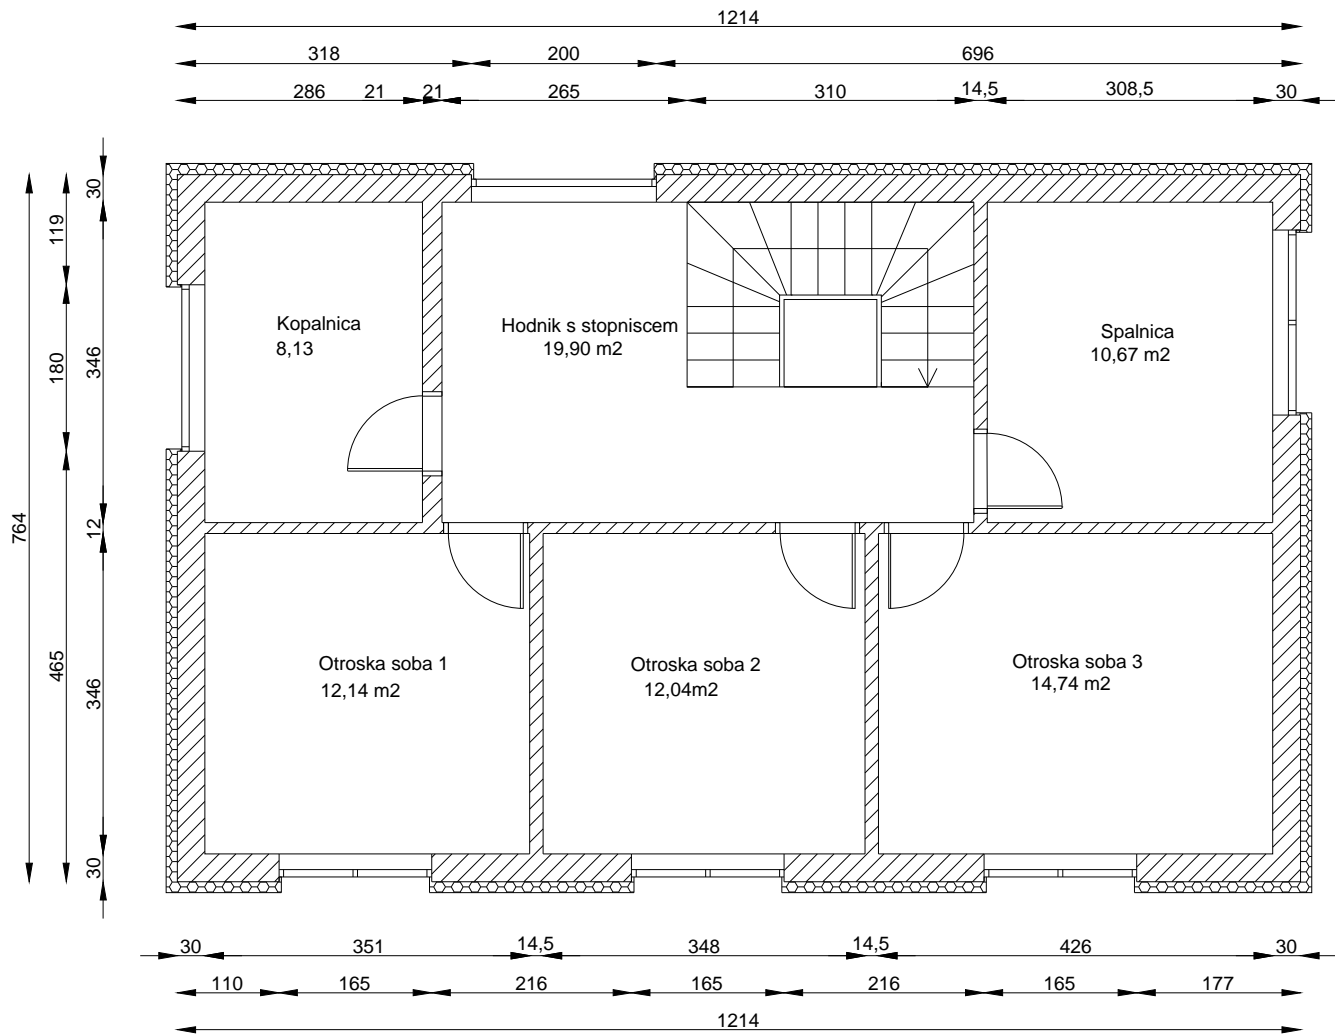 1214
318 200 696
286 21 21 265 310 14,5 308,5 30
30
119
346
180
12
764
465
346
30
Kopalnica
8,13
Hodnik s stopniscem
19,90 m2
Spalnica
10,67 m2
Otroska soba 1
12,14 m2
Otroska soba 2
12,04m2
Otroska soba 3
14,74 m2
30 351 14,5 348 14,5 426 30
110 165 216 165 216 165 177
1214